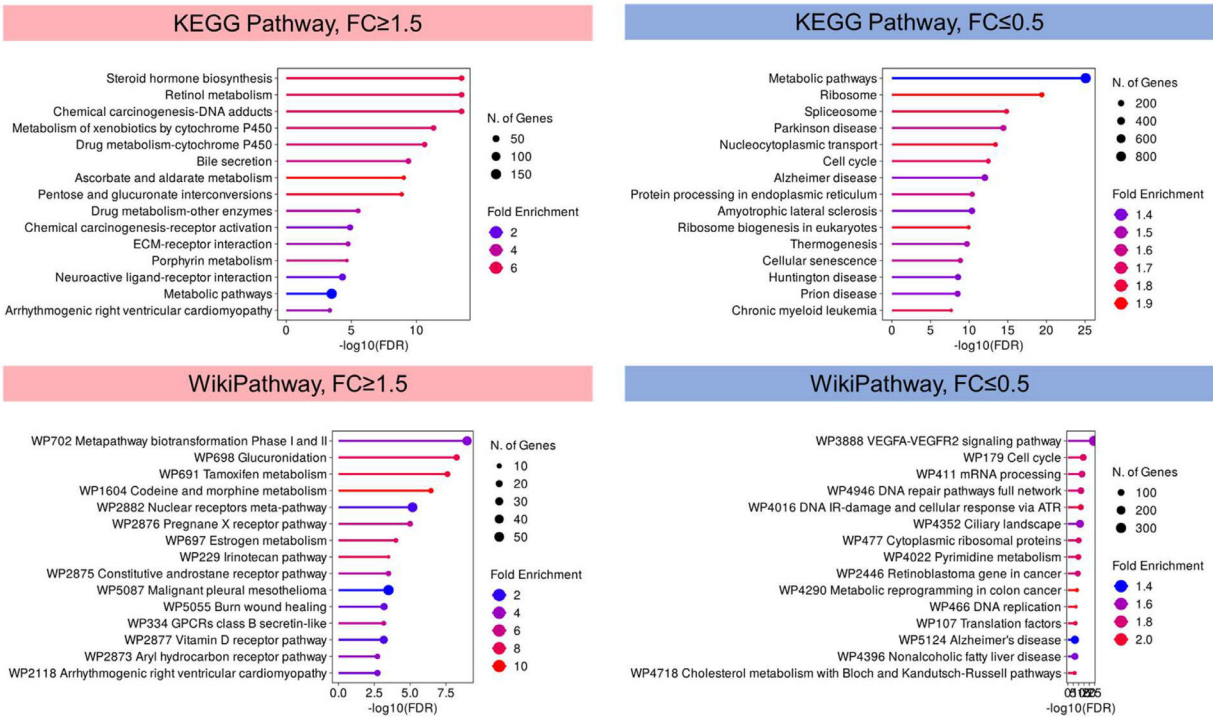 KEGG Pathway, FC≥1.5
Steroid hormone biosynthesis
Retinol metabolism
Chemical carcinogenesis-DNA adducts
Metabolism of xenobiotics by cytochrome P450
Drug metabolism-cytochrome P450
Bile secretion
Ascorbate and aldarate metabolism
Pentose and glucuronate interconversions
Drug metabolism-other enzymes
Chemical carcinogenesis-receptor activation
ECM-receptor interaction
Porphyrin metabolism
Neuroactive ligand-receptor interaction
Metabolic pathways
Arrhythmogenic right ventricular cardiomyopathy
0 5 10
-log10(FDR)
N. of Genes
50
100
150
Fold Enrichment
2
4
6
KEGG Pathway, FC≤0.5
Metabolic pathways
Ribosome
Spliceosome
Parkinson disease
Nucleocytoplasmic transport
Cell cycle
Alzheimer disease
Protein processing in endoplasmic reticulum
Amyotrophic lateral sclerosis
Ribosome biogenesis in eukaryotes
Thermogenesis
Cellular senescence
Huntington disease
Prion disease
Chronic myeloid leukemia
0 5 10 15 20 25
-log10(FDR)
N. of Genes
200
400
600
800
Fold Enrichment
1.4
1.5
1.6
1.7
1.8
1.9
WikiPathway, FC≥1.5
WP702 Metapathway biotransformation Phase I and II
WP698 Glucuronidation
WP691 Tamoxifen metabolism
WP1604 Codeine and morphine metabolism
WP2882 Nuclear receptors meta-pathway
WP2876 Pregnane X receptor pathway
WP697 Estrogen metabolism
WP229 Irinotecan pathway
WP2875 Constitutive androstane receptor pathway
WP5087 Malignant pleural mesothelioma
WP5055 Burn wound healing
WP334 GPCRs class B secretin-like
WP2877 Vitamin D receptor pathway
WP2873 Aryl hydrocarbon receptor pathway
WP2118 Arrhythmogenic right ventricular cardiomyopathy
0.0 2.5 5.0 7.5
-log10(FDR)
N. of Genes
10
20
30
40
50
Fold Enrichment
2
4
6
8
10
WikiPathway, FC≤0.5
WP3888 VEGFA-VEGFR2 signaling pathway
WP179 Cell cycle
WP411 mRNA processing
WP4946 DNA repair pathways full network
WP4016 DNA IR-damage and cellular response via ATR
WP4352 Ciliary landscape
WP477 Cytoplasmic ribosomal proteins
WP4022 Pyrimidine metabolism
WP2446 Retinoblastoma gene in cancer
WP4290 Metabolic reprogramming in colon cancer
WP466 DNA replication
WP107 Translation factors
WP5124 Alzheimer's disease
WP4396 Nonalcoholic fatty liver disease
WP4718 Cholesterol metabolism with Bloch and Kandutsch-Russell pathways
-log10(FDR)
N. of Genes
100
200
300
Fold Enrichment
1.4
1.6
1.8
2.0